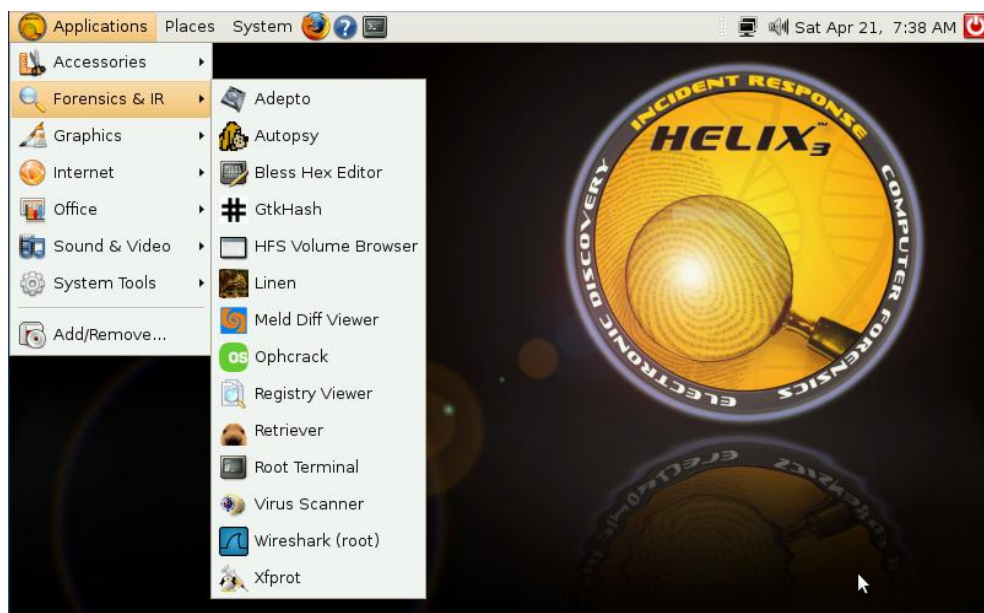 Applications Places System Sat Apr 21, 7:38 AM
Accessories
Forensics & IR
Graphics
Internet
Office
Sound & Video
System Tools
Add/Remove...
Adepto
Autopsy
Bless Hex Editor
GtkHash
HFS Volume Browser
Linen
Meld Diff Viewer
OS Ophcrack
Registry Viewer
Retriever
Root Terminal
Virus Scanner
Wireshark (root)
Xfprot
INCIDENT RESPONSE
HELIX3™
COMPUTER FORENSICS
ELECTRONIC DISCOVERY